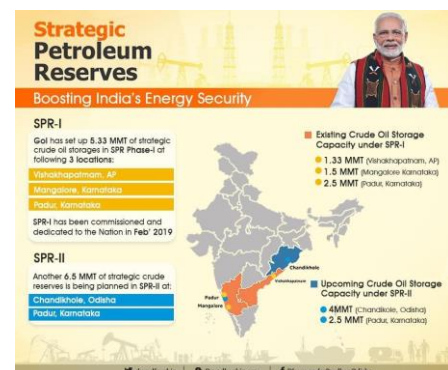 Strategic
Petroleum
Reserves
Boosting India's Energy Security
SPR-I
GoI has set up 5.33 MMT of strategic
crude oil storages in SPR Phase-I at
following 3 locations:
Vishakhapatnam, AP
Mangalore, Karnataka
Padur, Karnataka
SPR-I has been commissioned and
dedicated to the Nation in Feb' 2019
SPR-II
Another 6.5 MMT of strategic crude
reserves is being planned in SPR-II at:
Chandikhole, Odisha
Padur, Karnataka
Existing Crude Oil Storage
Capacity under SPR-I
1.33 MMT (Vishakhapatnam, AP)
1.5 MMT (Mangalore Karnataka)
2.5 MMT (Padur, Karnataka)
Chandikhole
Vishakhapatnam
Padur
Mangalore
Upcoming Crude Oil Storage
Capacity under SPR-II
4MMT (Chandikole, Odisha)
2.5 MMT (Padur, Karnataka)